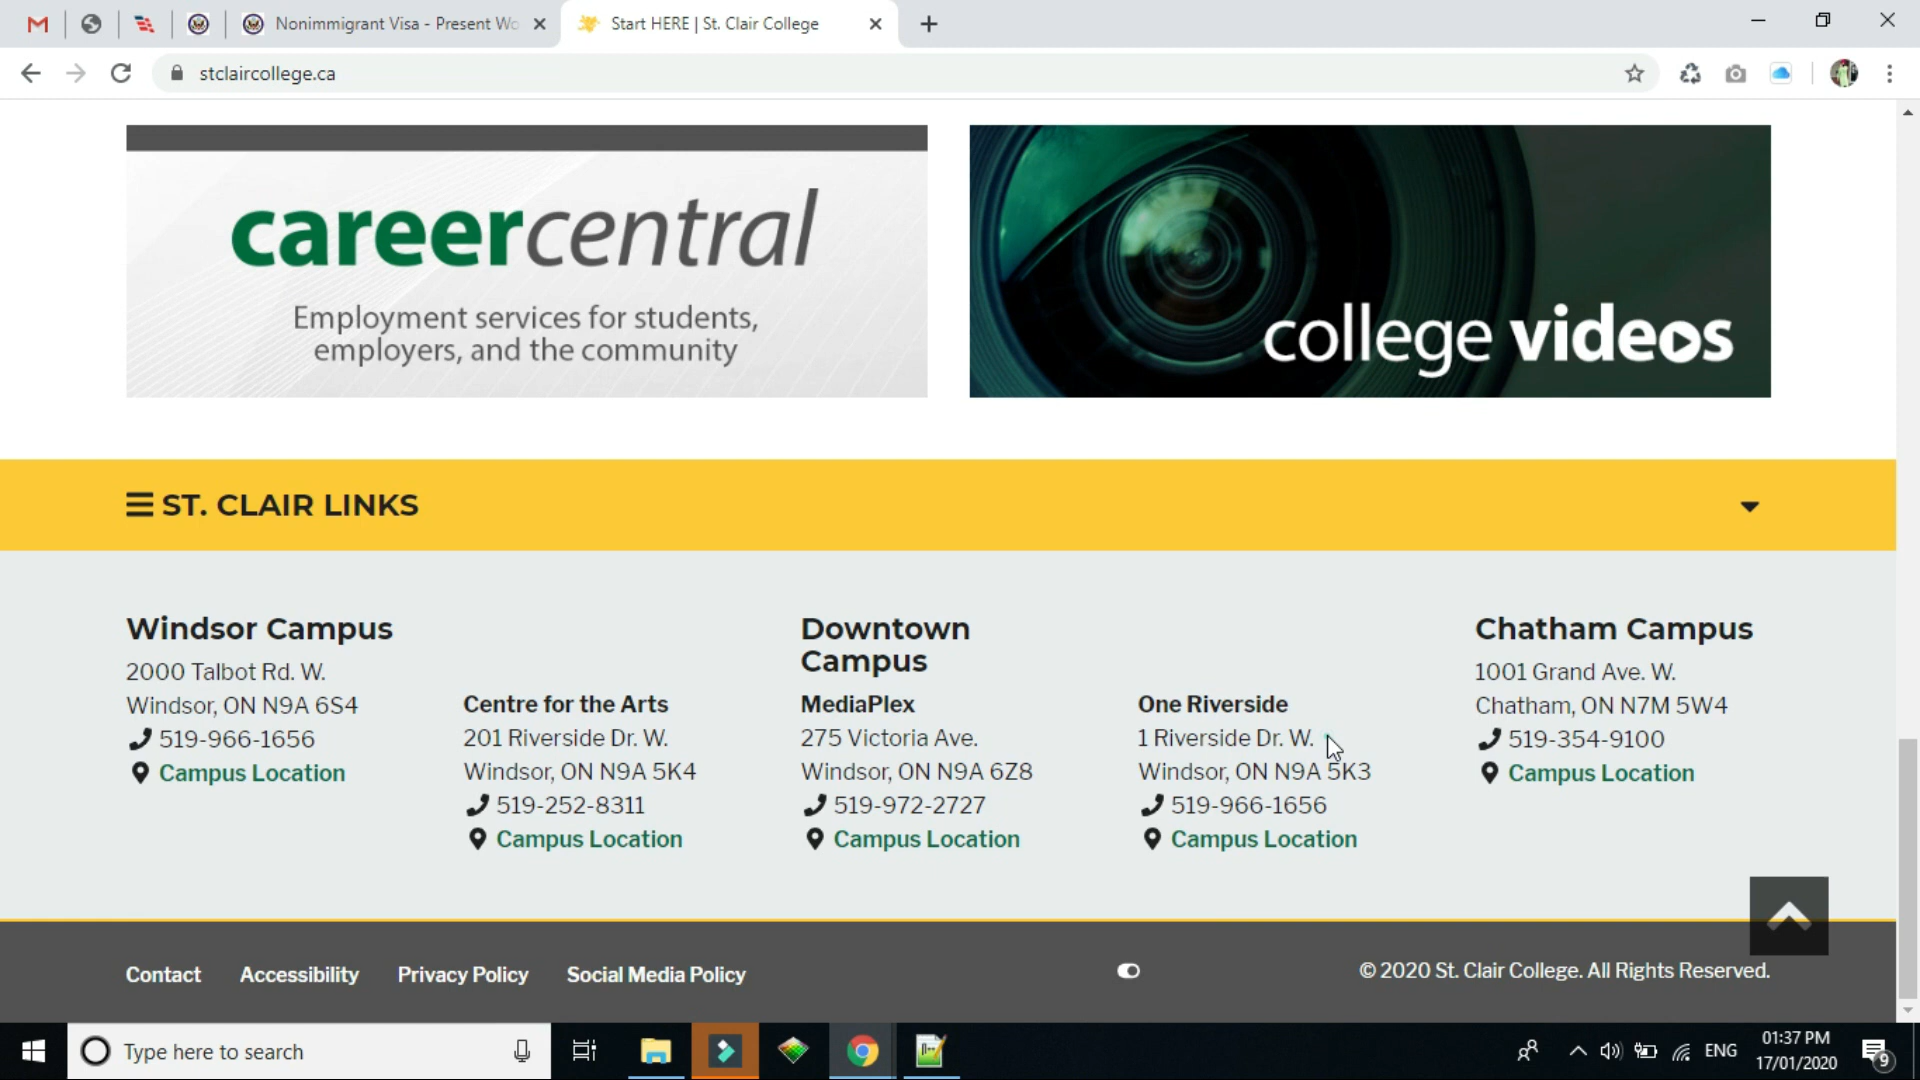 Nonimmigrant Visa - Present Wo
Start HERE | St. Clair College
stclaircollege.ca
careercentral
Employment services for students,
employers, and the community
college videos
ST. CLAIR LINKS
Windsor Campus
2000 Talbot Rd. W.
Windsor, ON N9A 6S4
519-966-1656
Campus Location
Centre for the Arts
201 Riverside Dr. W.
Windsor, ON N9A 5K4
519-252-8311
Campus Location
Downtown
Campus
MediaPlex
275 Victoria Ave.
Windsor, ON N9A 6Z8
519-972-2727
Campus Location
One Riverside
1 Riverside Dr. W.
Windsor, ON N9A 5K3
519-966-1656
Campus Location
Chatham Campus
1001 Grand Ave. W.
Chatham, ON N7M 5W4
519-354-9100
Campus Location
Contact
Accessibility
Privacy Policy
Social Media Policy
© 2020 St. Clair College. All Rights Reserved.
Type here to search
ENG
01:37 PM
17/01/2020
9